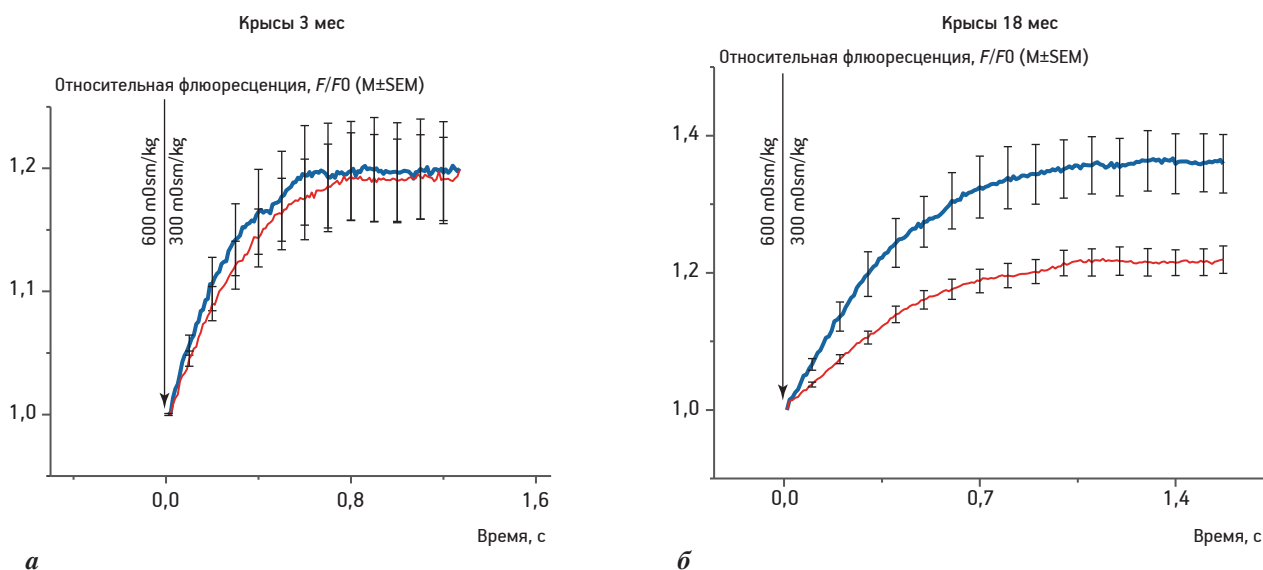 Крысы 3 мес
Относительная флюоресценция, F/F0 (M±SEM)
600 mOsm/kg
300 mOsm/kg
1,2
1,1
1,0
0,0
0,8
1,6
Время, с
а
Крысы 18 мес
Относительная флюоресценция, F/F0 (M±SEM)
600 mOsm/kg
300 mOsm/kg
1,4
1,2
1,0
0,0
0,7
1,4
Время, с
б